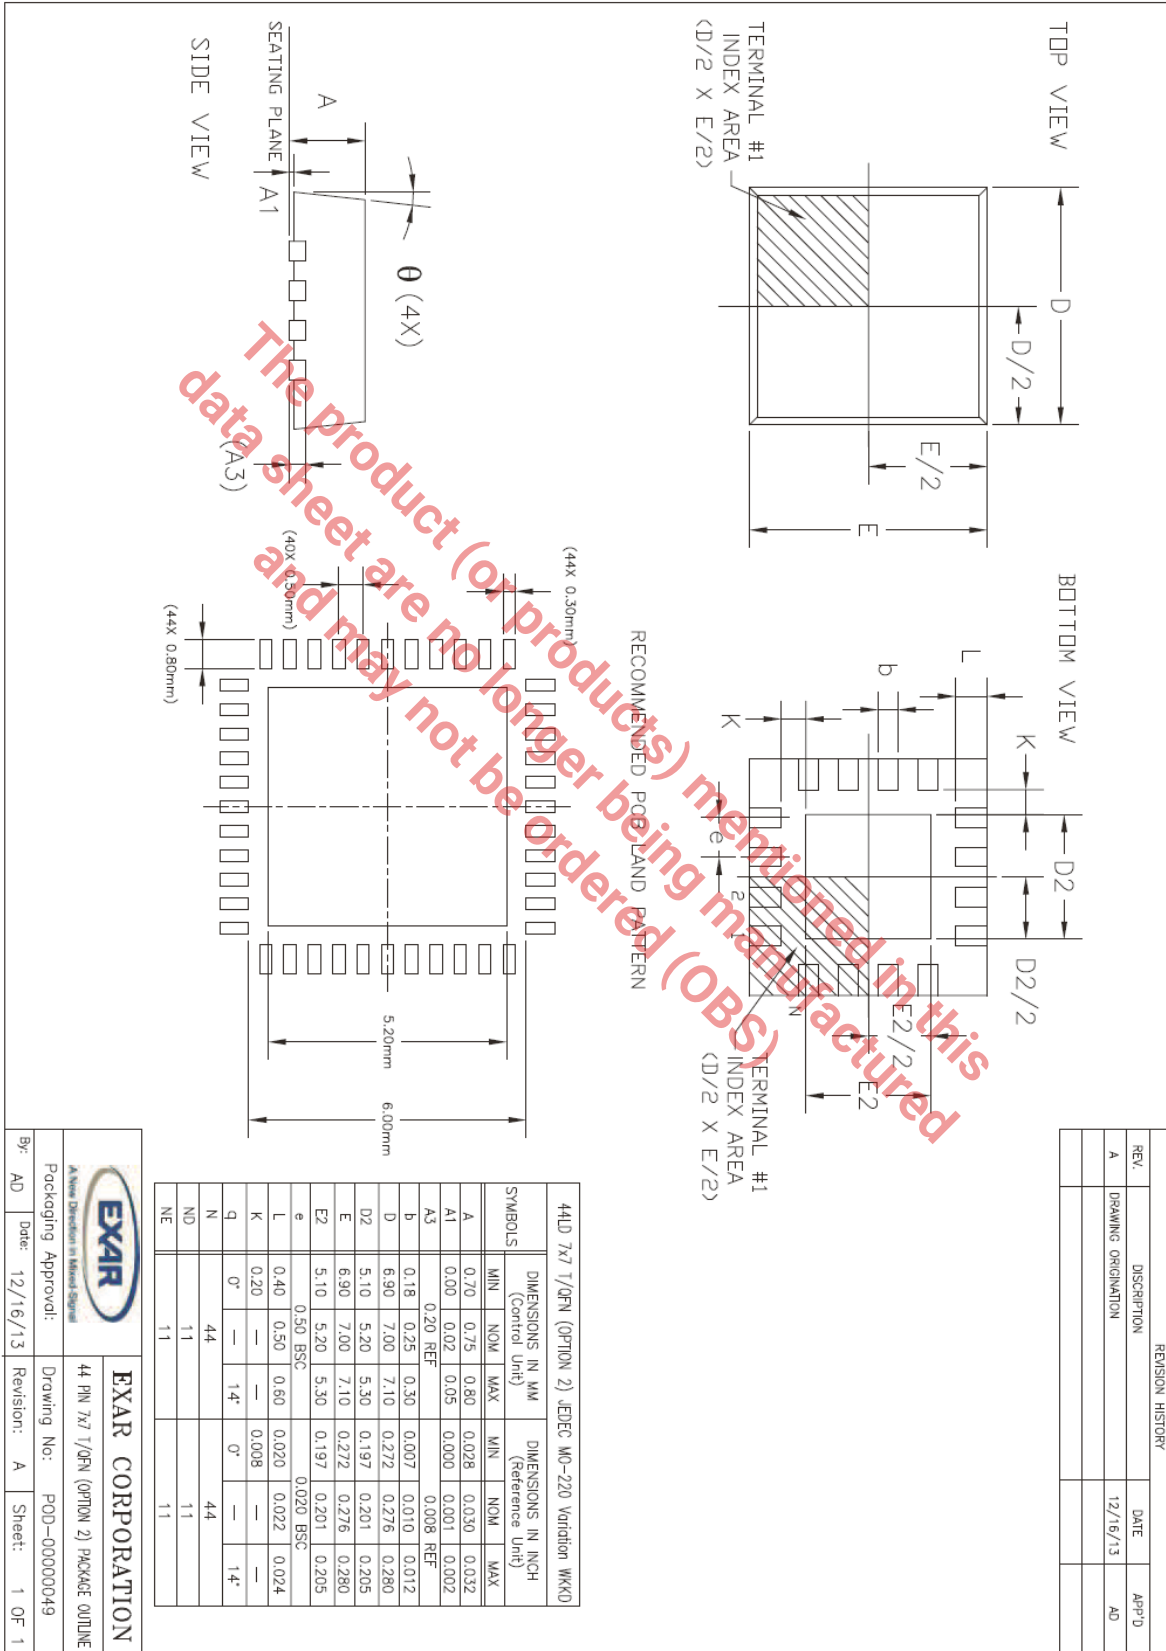 TOP VIEW
TERMINAL #1
INDEX AREA
(D/2 X E/2)
D
D/2
E/2
E
BOTTOM VIEW
L
b
K
K
e
2
1
N
D2
D2/2
E2/2
E2
TERMINAL #1
INDEX AREA
(D/2 X E/2)
SIDE VIEW
SEATING PLANE
A
A1
θ (4X)
(A3)
RECOMMENDED PCB LAND PATTERN
(44X 0.30mm)
(40X 0.50mm)
(44X 0.80mm)
5.20mm
6.00mm
The product (or products) mentioned in this
data sheet are no longer being manufactured
and may not be ordered (OBS)
REVISION HISTORY
REV. DISCRIPTION DATE APP'D
A DRAWING ORIGINATION 12/16/13 AD
44LD 7x7 T/QFN (OPTION 2) JEDEC MO-220 Variation WKKD
SYMBOLS DIMENSIONS IN MM (Control Unit) DIMENSIONS IN INCH (Reference Unit)
MIN NOM MAX MIN NOM MAX
A 0.70 0.75 0.80 0.028 0.030 0.032
A1 0.00 0.02 0.05 0.000 0.001 0.002
A3 0.20 REF 0.008 REF
b 0.18 0.25 0.30 0.007 0.010 0.012
D 6.90 7.00 7.10 0.272 0.276 0.280
D2 5.10 5.20 5.30 0.197 0.201 0.205
E 6.90 7.00 7.10 0.272 0.276 0.280
E2 5.10 5.20 5.30 0.197 0.201 0.205
e 0.50 BSC 0.020 BSC
L 0.40 0.50 0.60 0.020 0.022 0.024
K 0.20 — — 0.008 — —
q 0° — 14° 0° — 14°
N 44 44
ND 11 11
NE 11 11
EXAR
A New Direction in Mixed-Signal
EXAR CORPORATION
44 PIN 7x7 T/QFN (OPTION 2) PACKAGE OUTLINE
Packaging Approval: Drawing No: POD-00000049
By: AD Date: 12/16/13 Revision: A Sheet: 1 OF 1